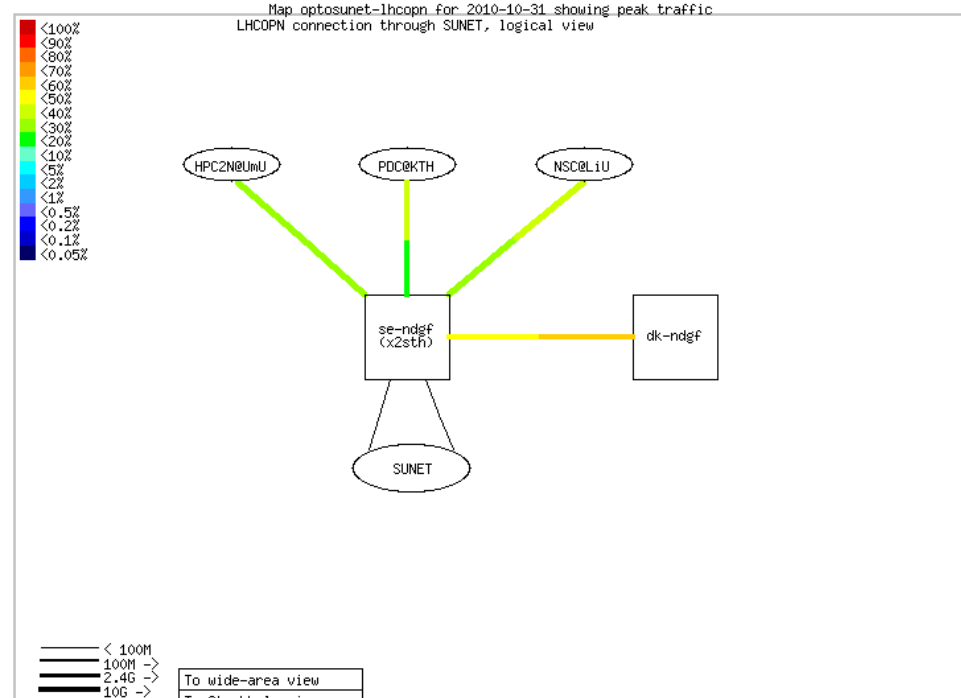 Map optosunet-lhcopn for 2010-10-31 showing peak traffic
LHCOPN connection through SUNET, logical view
<100%
<90%
<80%
<70%
<60%
<50%
<40%
<30%
<20%
<10%
<5%
<2%
<1%
<0.5%
<0.2%
<0.1%
<0.05%
HPC2N@UmU
PDC@KTH
NSC@LiU
se-ndgf
(x2sth)
dk-ndgf
SUNET
< 100M
100M ->
2.4G ->
10G ->
To wide-area view